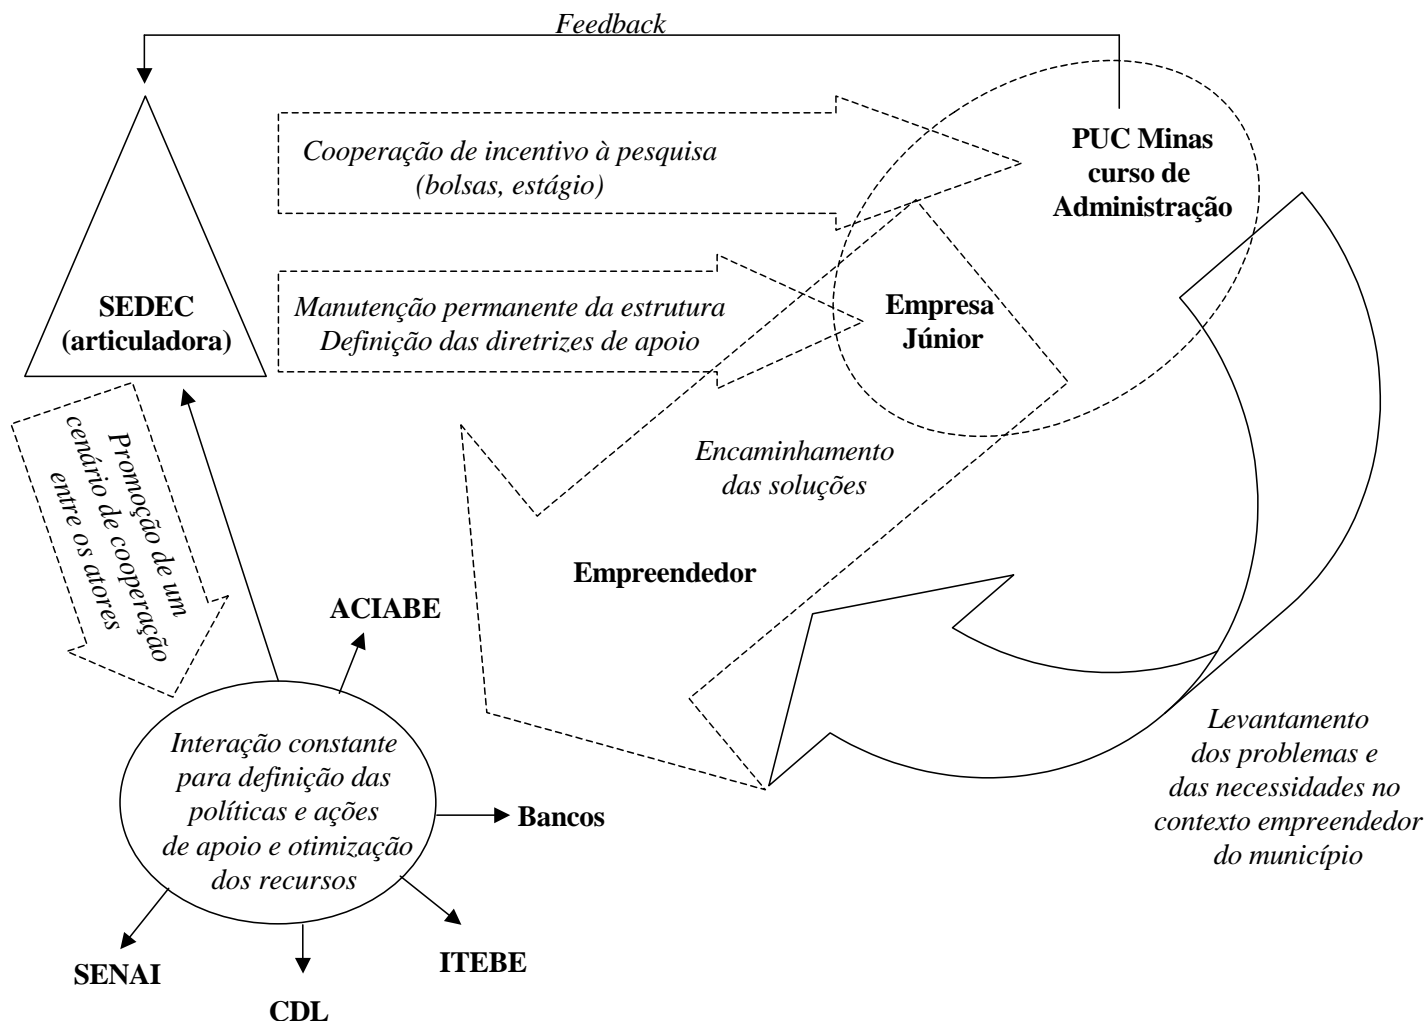 Feedback
Cooperação de incentivo à pesquisa
(bolsas, estágio)
PUC Minas
curso de
Administração
SEDEC
(articuladora)
Manutenção permanente da estrutura
Definição das diretrizes de apoio
Empresa
Júnior
Promoção de um
cenário de cooperação
entre os atores
Encaminhamento
das soluções
Empreendedor
ACIABE
Interação constante
para definição das
políticas e ações
de apoio e otimização
dos recursos
Bancos
Levantamento
dos problemas e
das necessidades no
contexto empreendedor
do município
SENAI
ITEBE
CDL